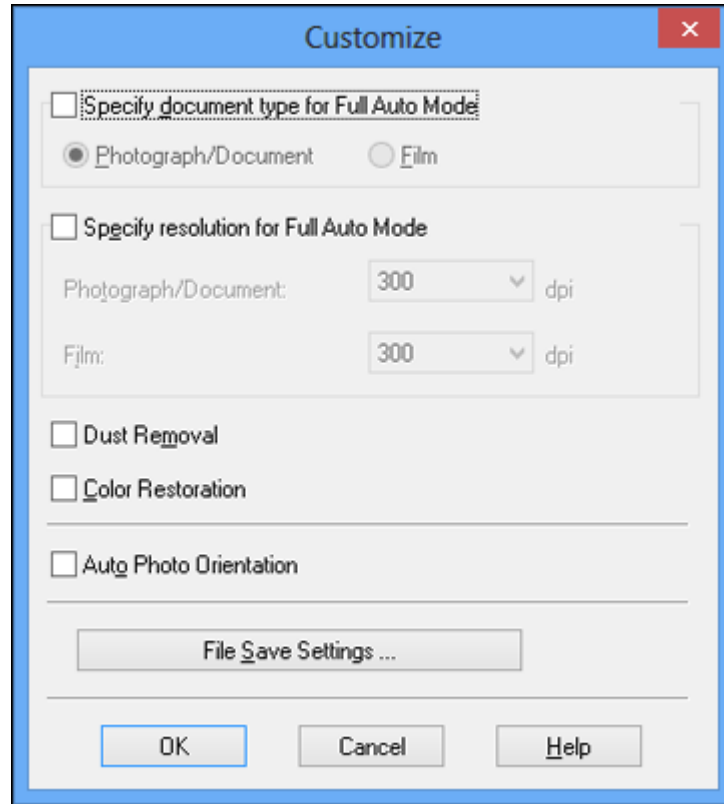 Customize
Specify document type for Full Auto Mode
Photograph/Document Film
Specify resolution for Full Auto Mode
Photograph/Document: 300 dpi
Film: 300 dpi
Dust Removal
Color Restoration
Auto Photo Orientation
File Save Settings ...
OK Cancel Help